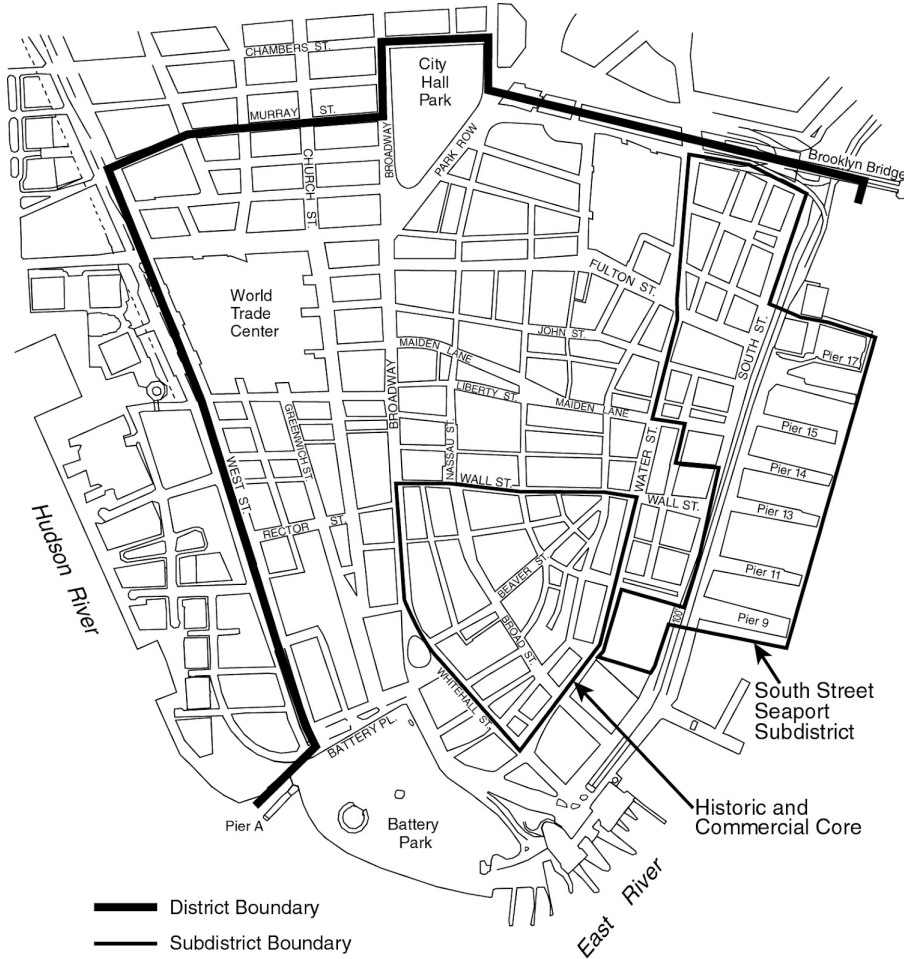 CHAMBERS ST.
City
Hall
Park
MURRAY ST.
BROADWAY
PARK ROW
CHURCH ST.
Brooklyn Bridge
FULTON ST.
World
Trade
Center
JOHN ST.
SOUTH ST.
MAIDEN LANE
Pier 17
BROADWAY
LIBERTY ST.
MAIDEN LANE
GREENWICH ST.
NASSAU ST.
WATER ST.
Pier 15
WEST ST.
WALL ST.
Pier 14
WALL ST.
Pier 13
RECTOR ST.
Hudson River
BEAVER ST.
Pier 11
BROAD ST.
100'
Pier 9
WHITEHALL ST.
South Street
Seaport
Subdistrict
BATTERY PL.
Pier A
Battery
Park
Historic and
Commercial Core
East River
District Boundary
Subdistrict Boundary